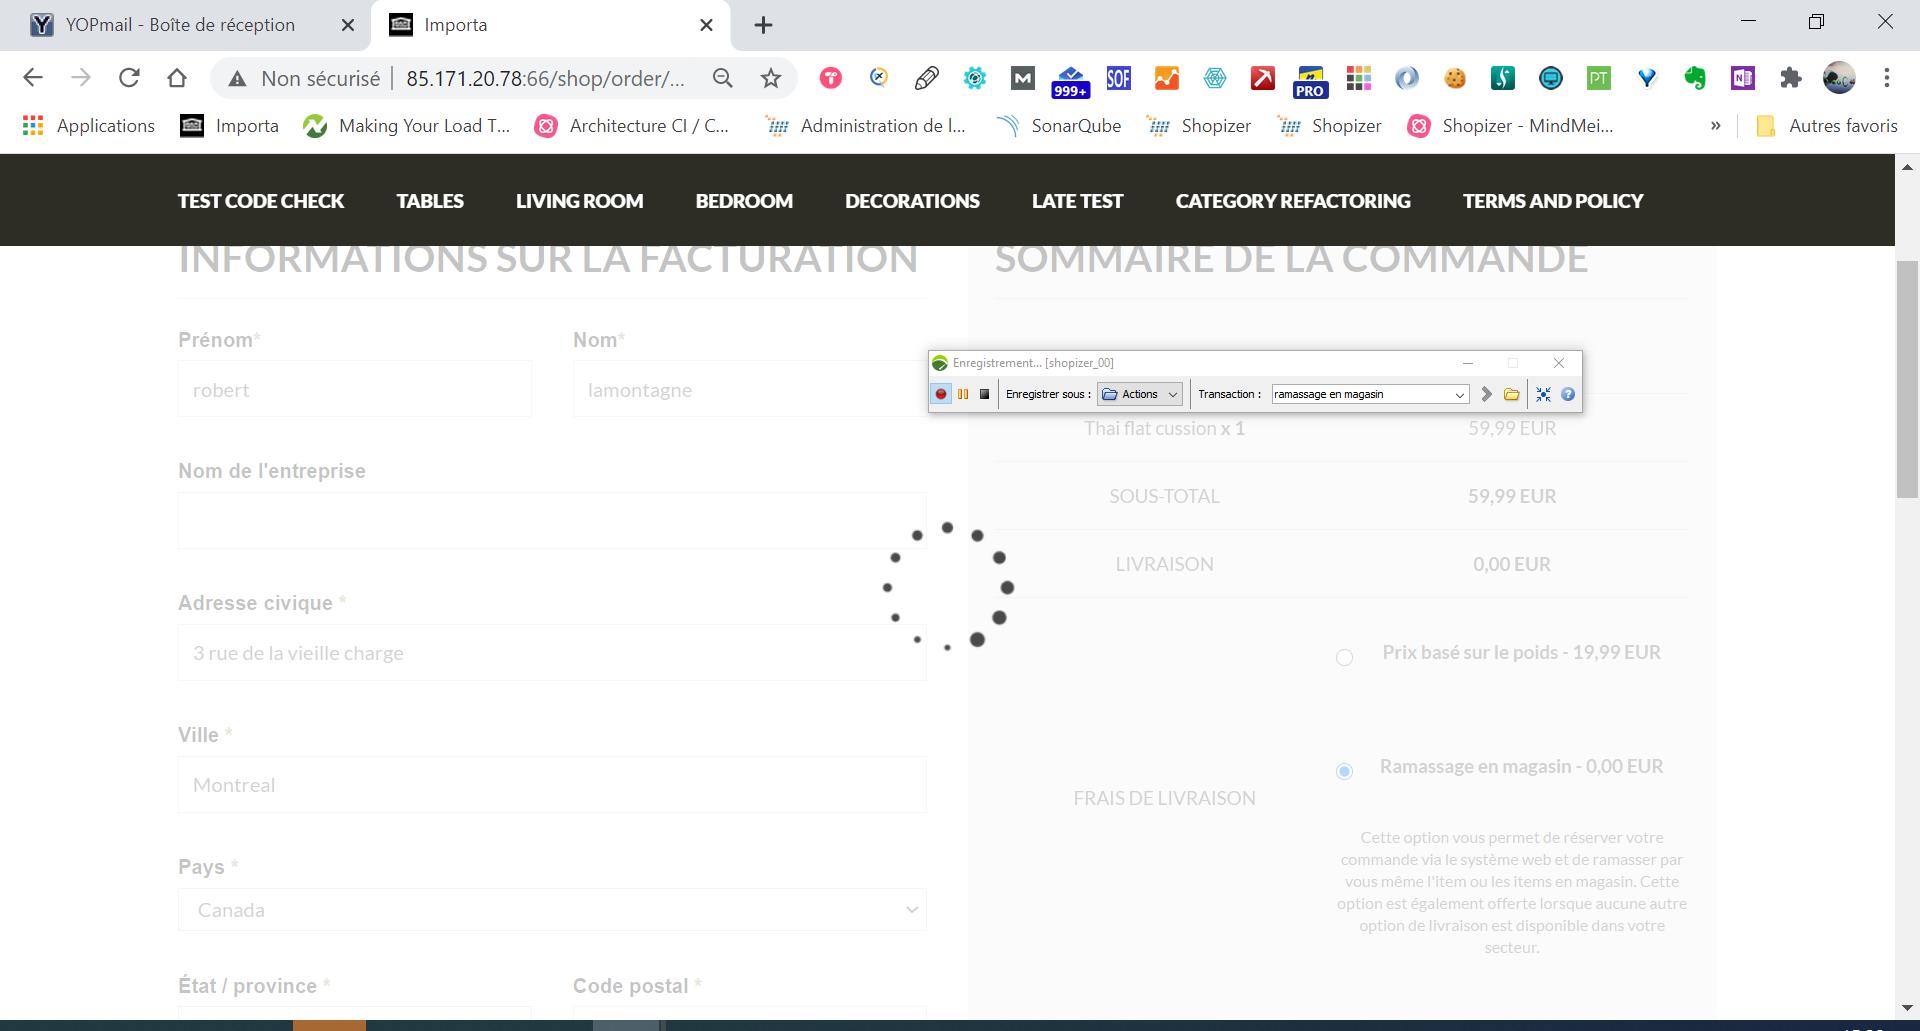 YOPmail - Boîte de réception
Importa
Non sécurisé
85.171.20.78:66/shop/order/...
SOF
999+
PRO
PT
Applications
Importa
Making Your Load T...
Architecture CI / C...
Administration de l...
SonarQube
Shopizer
Shopizer
Shopizer - MindMei...
»
Autres favoris
TEST CODE CHECK
TABLES
LIVING ROOM
BEDROOM
DECORATIONS
LATE TEST
CATEGORY REFACTORING
TERMS AND POLICY
INFORMATIONS SUR LA FACTURATION
Prénom*
Nom*
robert
lamontagne
Nom de l'entreprise
Adresse civique *
3 rue de la vieille charge
Ville *
Montreal
Pays *
Canada
État / province *
Code postal *
SOMMAIRE DE LA COMMANDE
Enregistrement... [shopizer_00]
Enregistrer sous :
Actions
Transaction :
ramassage en magasin
Thai flat cussion x 1
59,99 EUR
SOUS-TOTAL
59,99 EUR
LIVRAISON
0,00 EUR
FRAIS DE LIVRAISON
Prix basé sur le poids - 19,99 EUR
Ramassage en magasin - 0,00 EUR
Cette option vous permet de réserver votre
commande via le système web et de ramasser par
vous même l'item ou les items en magasin. Cette
option est également offerte lorsque aucune autre
option de livraison est disponible dans votre
secteur.